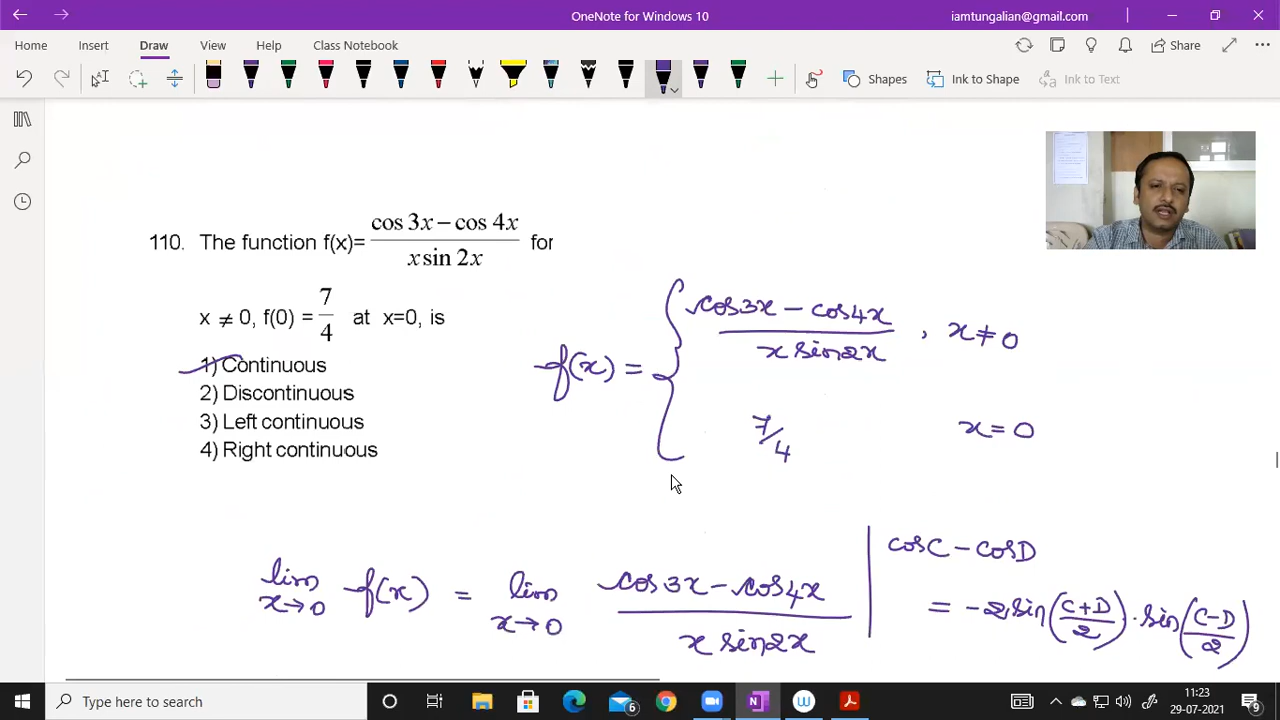 OneNote for Windows 10
iamtungalian@gmail.com
Home Insert Draw View Help Class Notebook
Share
Shapes Ink to Shape Ink to Text
110. The function f(x)= cos 3x − cos 4x / x sin 2x for
x ≠ 0, f(0) = 7/4 at x=0, is
1) Continuous
2) Discontinuous
3) Left continuous
4) Right continuous
f(x) = { cos3x − cos4x / x sin2x , x ≠ 0
7/4 x = 0
lim x→0 f(x) = lim x→0 cos3x − cos4x / x sin2x
cosC − cosD
= -2 sin(C+D/2) · sin(C-D/2)
Type here to search
6
W
11:23
29-07-2021
9